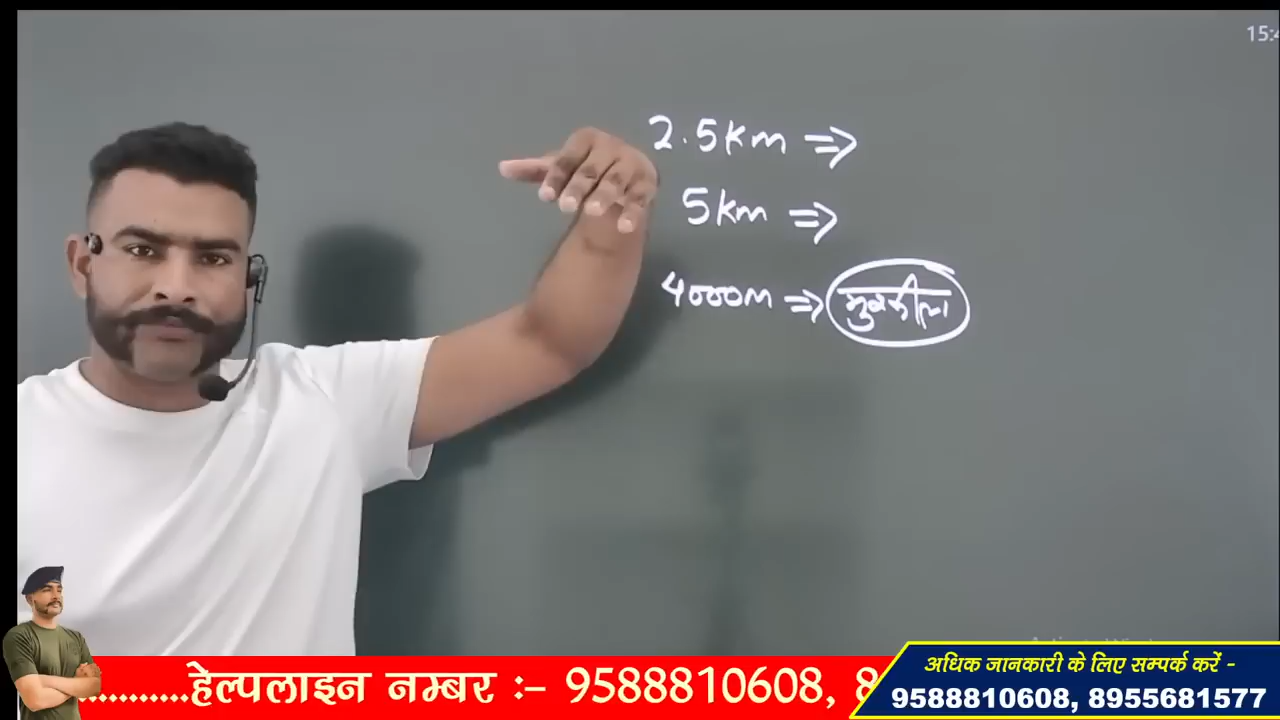 15:4
2.5km ⇒
5km ⇒
4000m ⇒
हेल्पलाइन नम्बर :- 9588810608, 8
अधिक जानकारी के लिए सम्पर्क करें -
9588810608, 8955681577